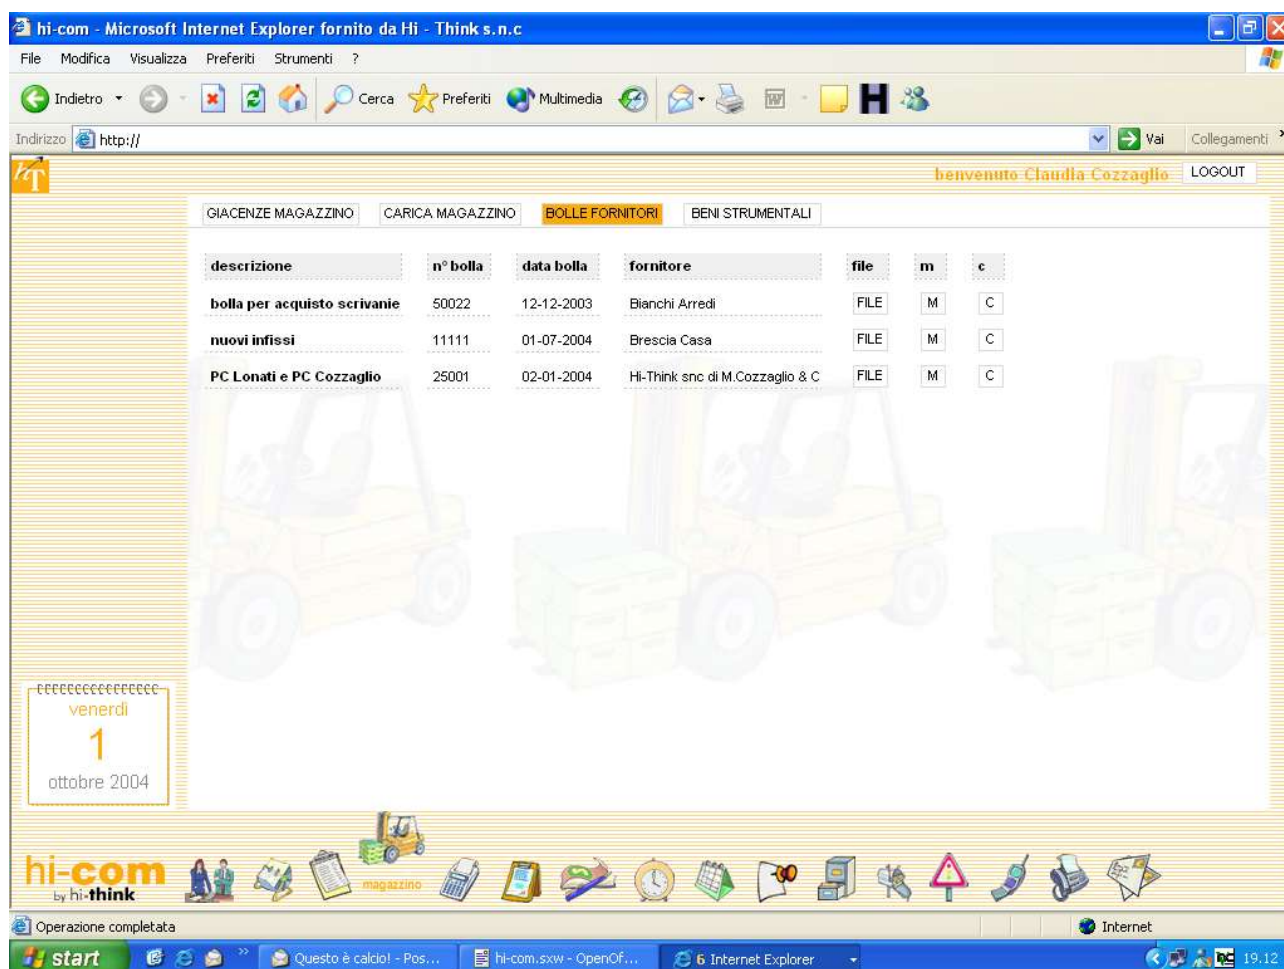 hi-com - Microsoft Internet Explorer fornito da Hi - Think s.n.c
File Modifica Visualizza Preferiti Strumenti ?
Indietro Cerca Preferiti Multimedia
Indirizzo http:// Vai Collegamenti
hT benvenuto Claudia Cozzaglio LOGOUT
GIACENZE MAGAZZINO CARICA MAGAZZINO BOLLE FORNITORI BENI STRUMENTALI
descrizione n° bolla data bolla fornitore file m c
bolla per acquisto scrivanie 50022 12-12-2003 Bianchi Arredi FILE M C
nuovi infissi 11111 01-07-2004 Brescia Casa FILE M C
PC Lonati e PC Cozzaglio 25001 02-01-2004 Hi-Think snc di M.Cozzaglio & C FILE M C
venerdì
1
ottobre 2004
hi-com
by hi-think
magazzino
Operazione completata Internet
start Questo è calcio! - Pos... hi-com.sxw - OpenOf... 6 Internet Explorer 19.12